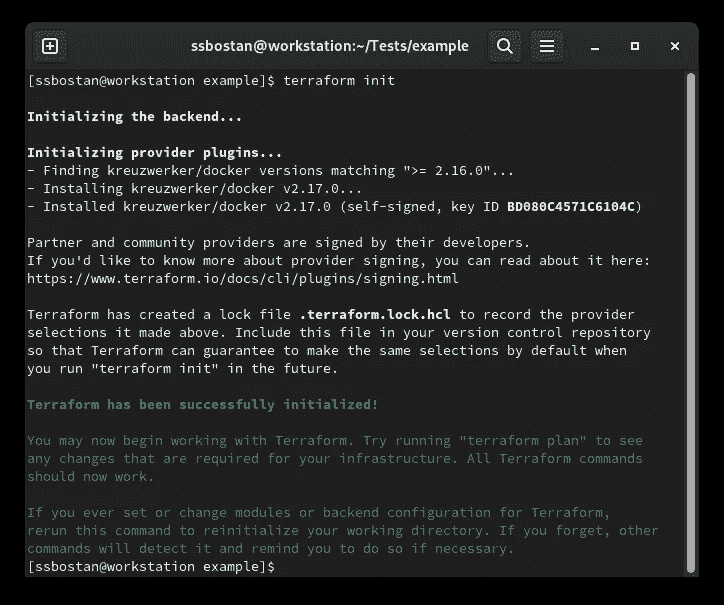 ssbostan@workstation:~/Tests/example
[ssbostan@workstation example]$ terraform init
Initializing the backend...
Initializing provider plugins...
- Finding kreuzwerker/docker versions matching ">= 2.16.0"...
- Installing kreuzwerker/docker v2.17.0...
- Installed kreuzwerker/docker v2.17.0 (self-signed, key ID BD080C4571C6104C)
Partner and community providers are signed by their developers.
If you'd like to know more about provider signing, you can read about it here:
https://www.terraform.io/docs/cli/plugins/signing.html
Terraform has created a lock file .terraform.lock.hcl to record the provider
selections it made above. Include this file in your version control repository
so that Terraform can guarantee to make the same selections by default when
you run "terraform init" in the future.
Terraform has been successfully initialized!
You may now begin working with Terraform. Try running "terraform plan" to see
any changes that are required for your infrastructure. All Terraform commands
should now work.
If you ever set or change modules or backend configuration for Terraform,
rerun this command to reinitialize your working directory. If you forget, other
commands will detect it and remind you to do so if necessary.
[ssbostan@workstation example]$